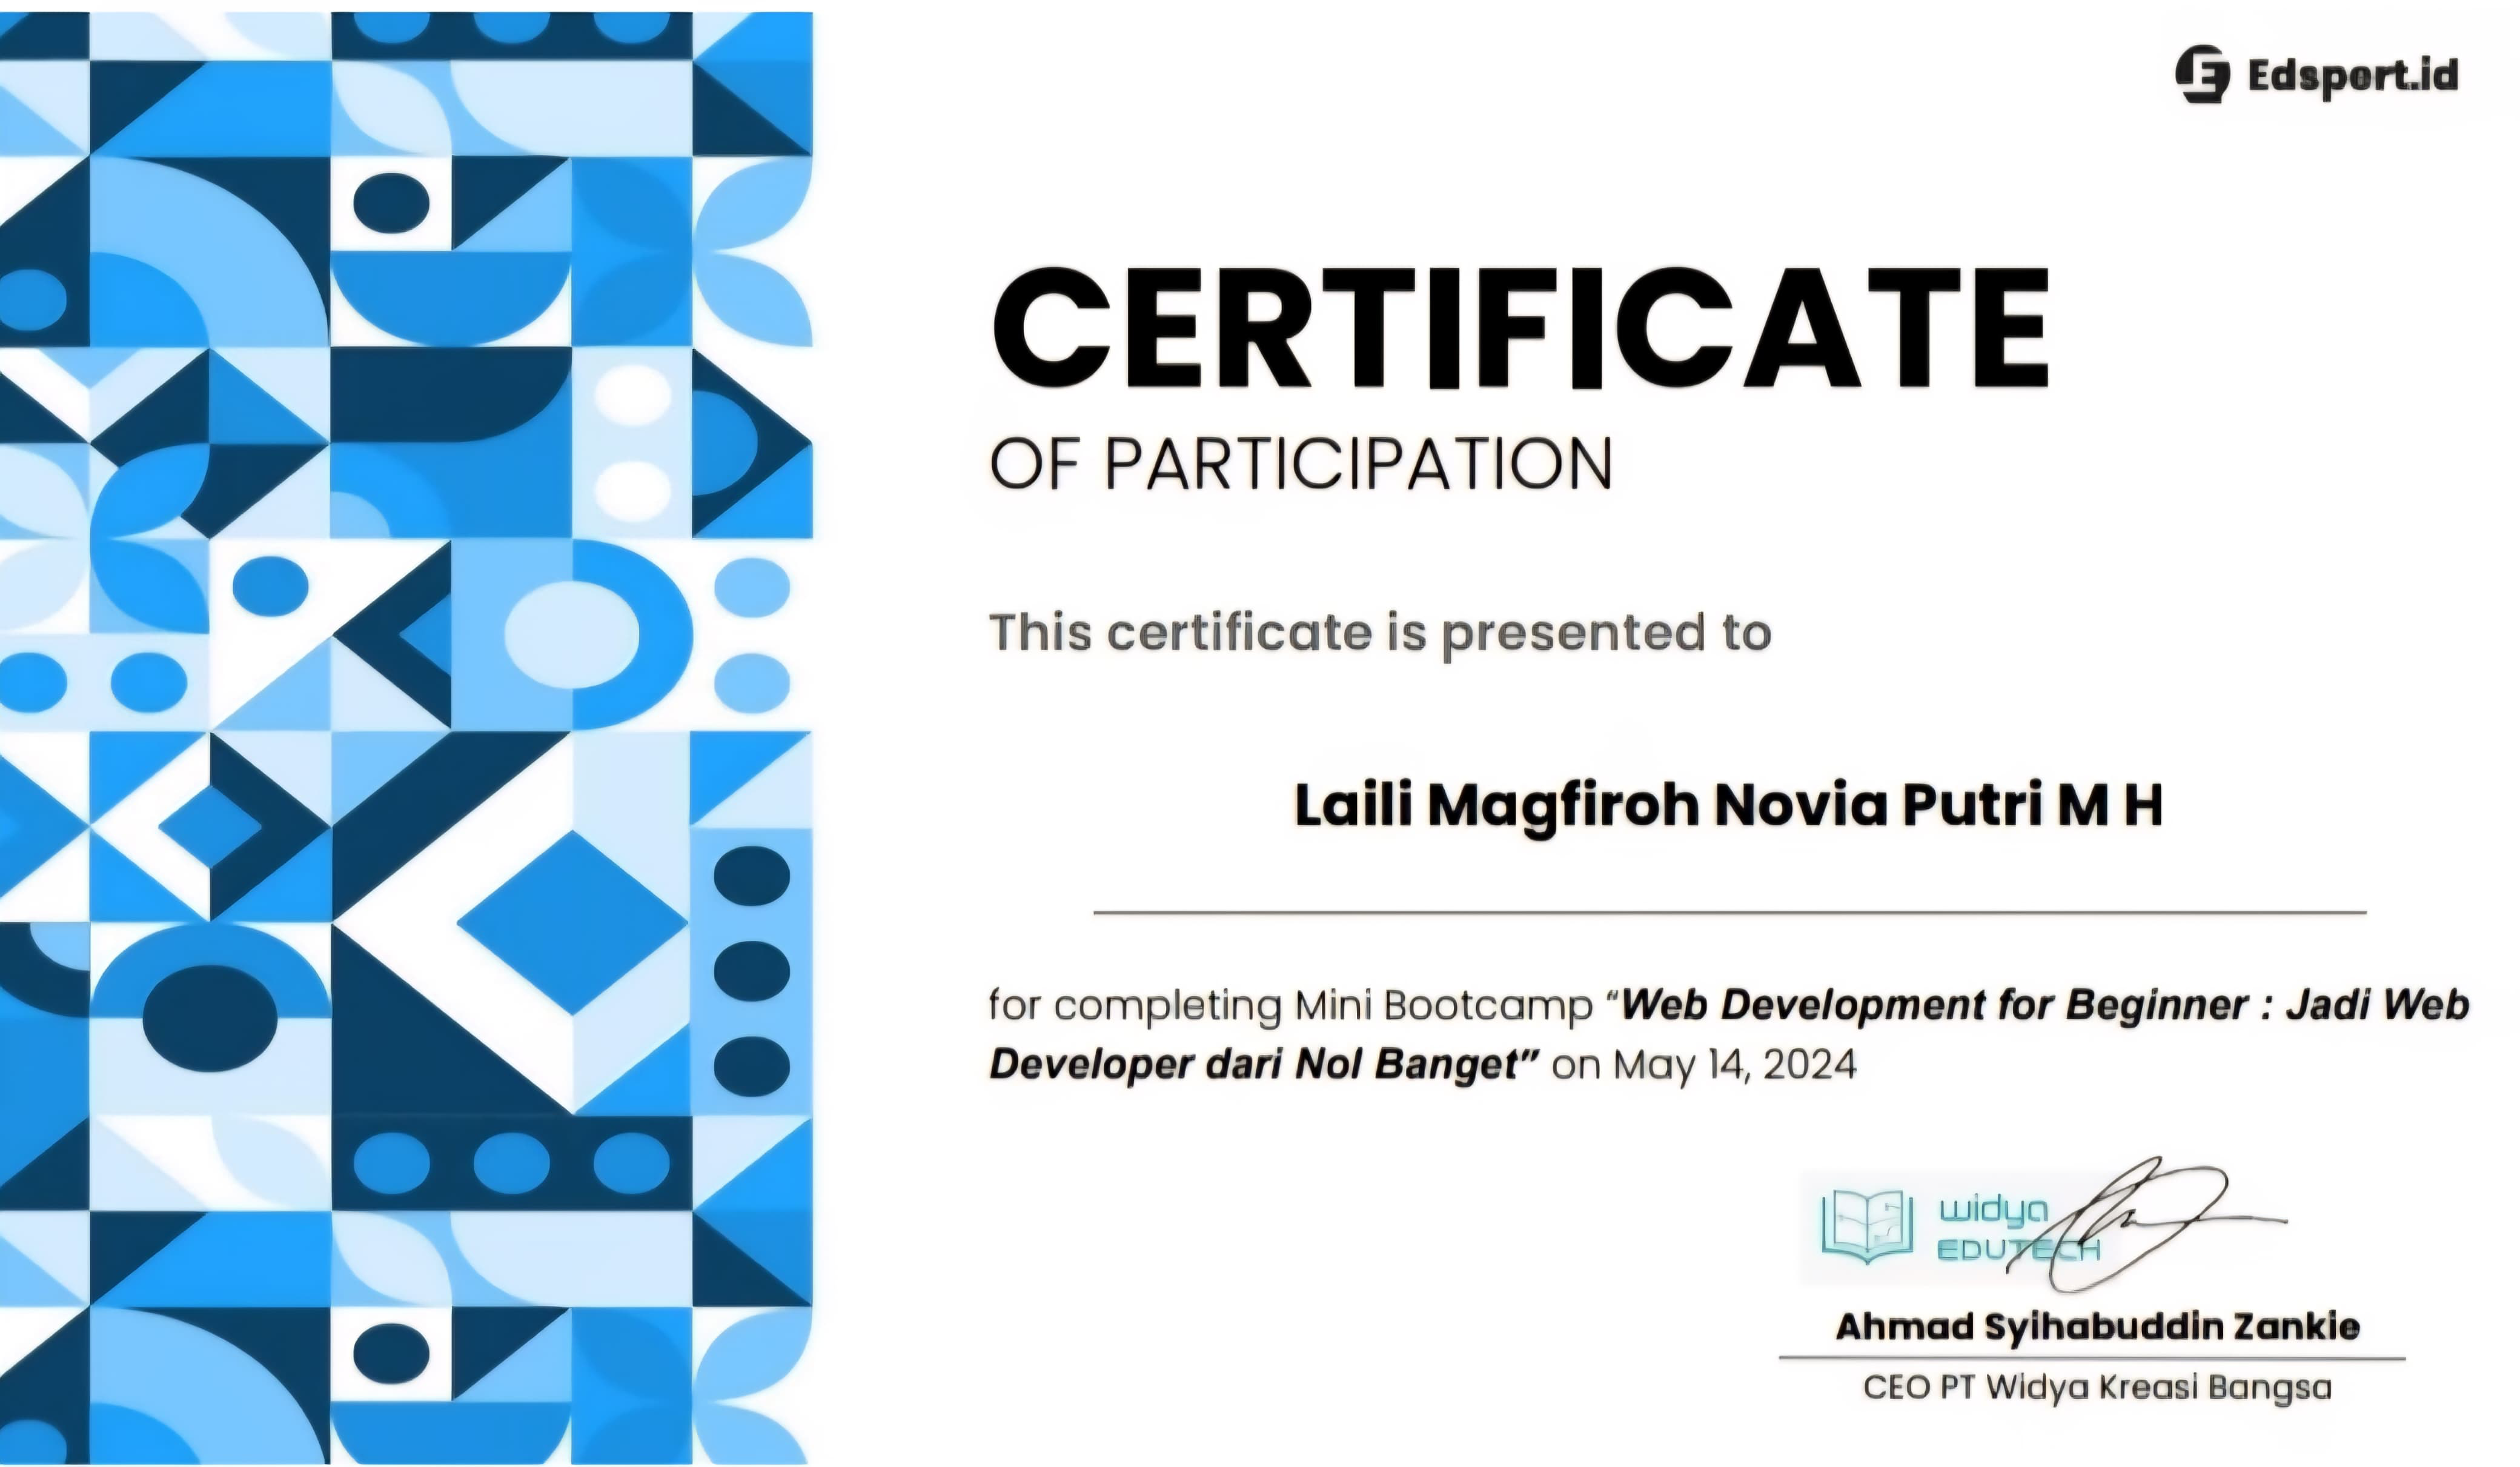 Edsport.id
CERTIFICATE
OF PARTICIPATION
This certificate is presented to
Laili Magfiroh Novia Putri M H
for completing Mini Bootcamp “Web Development for Beginner : Jadi Web
Developer dari Nol Banget” on May 14, 2024
widya
EDUTECH
Ahmad Syihabuddin Zankie
CEO PT Widya Kreasi Bangsa